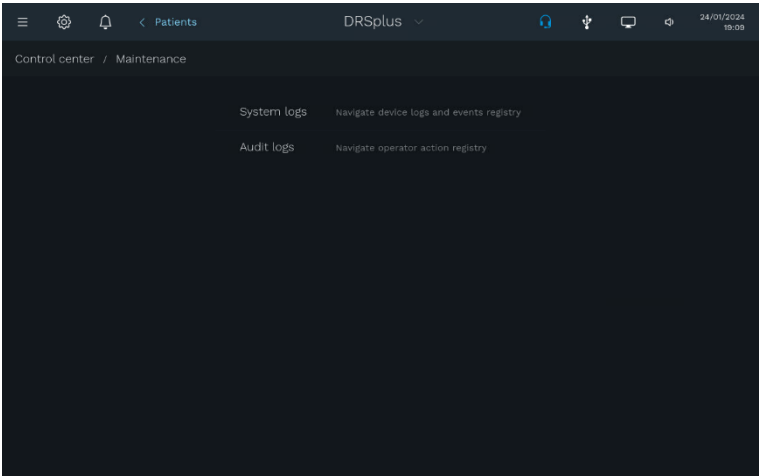 Patients
DRSplus
24/01/2024
19:09
Control center / Maintenance
System logs Navigate device logs and events registry
Audit logs Navigate operator action registry